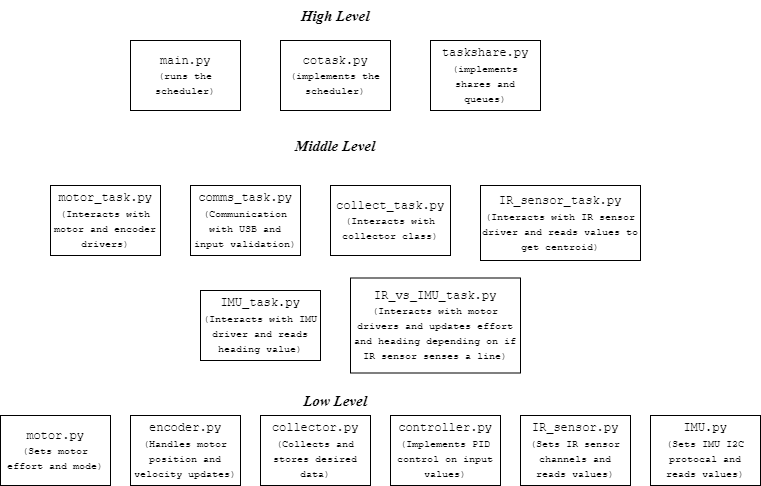 High Level
main.py
(runs the
scheduler)
cotask.py
(implements the
scheduler)
taskshare.py
(implements
shares and
queues)
Middle Level
motor_task.py
(Interacts with
motor and encoder
drivers)
comms_task.py
(Communication
with USB and
input validation)
collect_task.py
(Interacts with
collector class)
IR_sensor_task.py
(Interacts with IR sensor
driver and reads values to
get centroid)
IMU_task.py
(Interacts with IMU
driver and reads
heading value)
IR_vs_IMU_task.py
(Interacts with motor
drivers and updates effort
and heading depending on if
IR sensor senses a line)
Low Level
motor.py
(Sets motor
effort and mode)
encoder.py
(Handles motor
position and
velocity updates)
collector.py
(Collects and
stores desired
data)
controller.py
(Implements PID
control on input
values)
IR_sensor.py
(Sets IR sensor
channels and
reads values)
IMU.py
(Sets IMU I2C
protocal and
reads values)